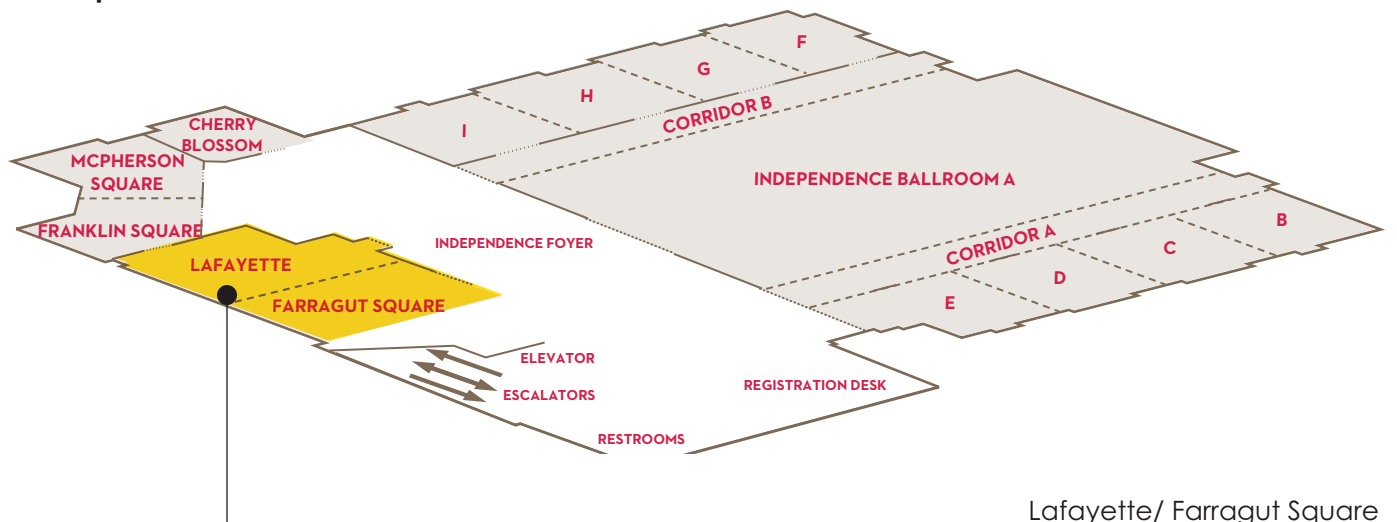 F
G
H
I
CORRIDOR B
CHERRY
BLOSSOM
MCPHERSON
SQUARE
FRANKLIN SQUARE
INDEPENDENCE BALLROOM A
INDEPENDENCE FOYER
LAFAYETTE
FARRAGUT SQUARE
CORRIDOR A
B
C
D
E
ELEVATOR
ESCALATORS
REGISTRATION DESK
RESTROOMS
Lafayette/ Farragut Square